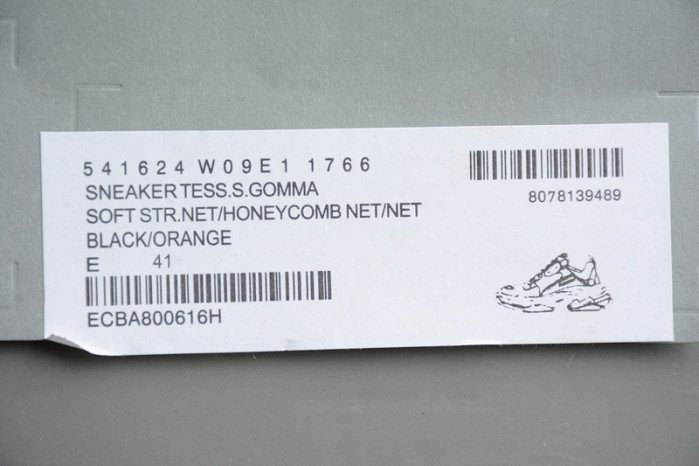 541624 W09E1 1766
SNEAKER TESS.S.GOMMA
SOFT STR.NET/HONEYCOMB NET/NET
BLACK/ORANGE
E 41
ECBA800616H
8078139489